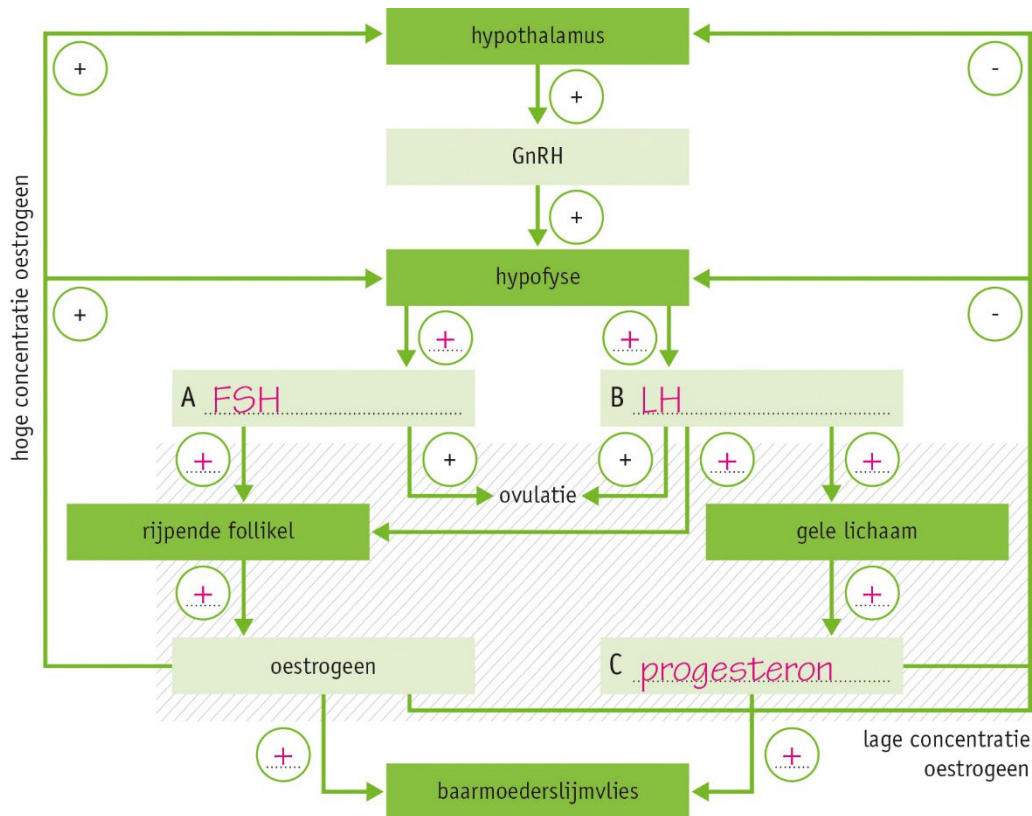 hypothalamus
+
-
+
GnRH
+
hoge concentratie oestrogeen
hypofyse
+
-
+
+
A FSH
B LH
+
+
+
+
+
ovulatie
rijpende follikel
gele lichaam
+
+
oestrogeen
C progesteron
+
+
lage concentratie
oestrogeen
baarmoederslijmvlies